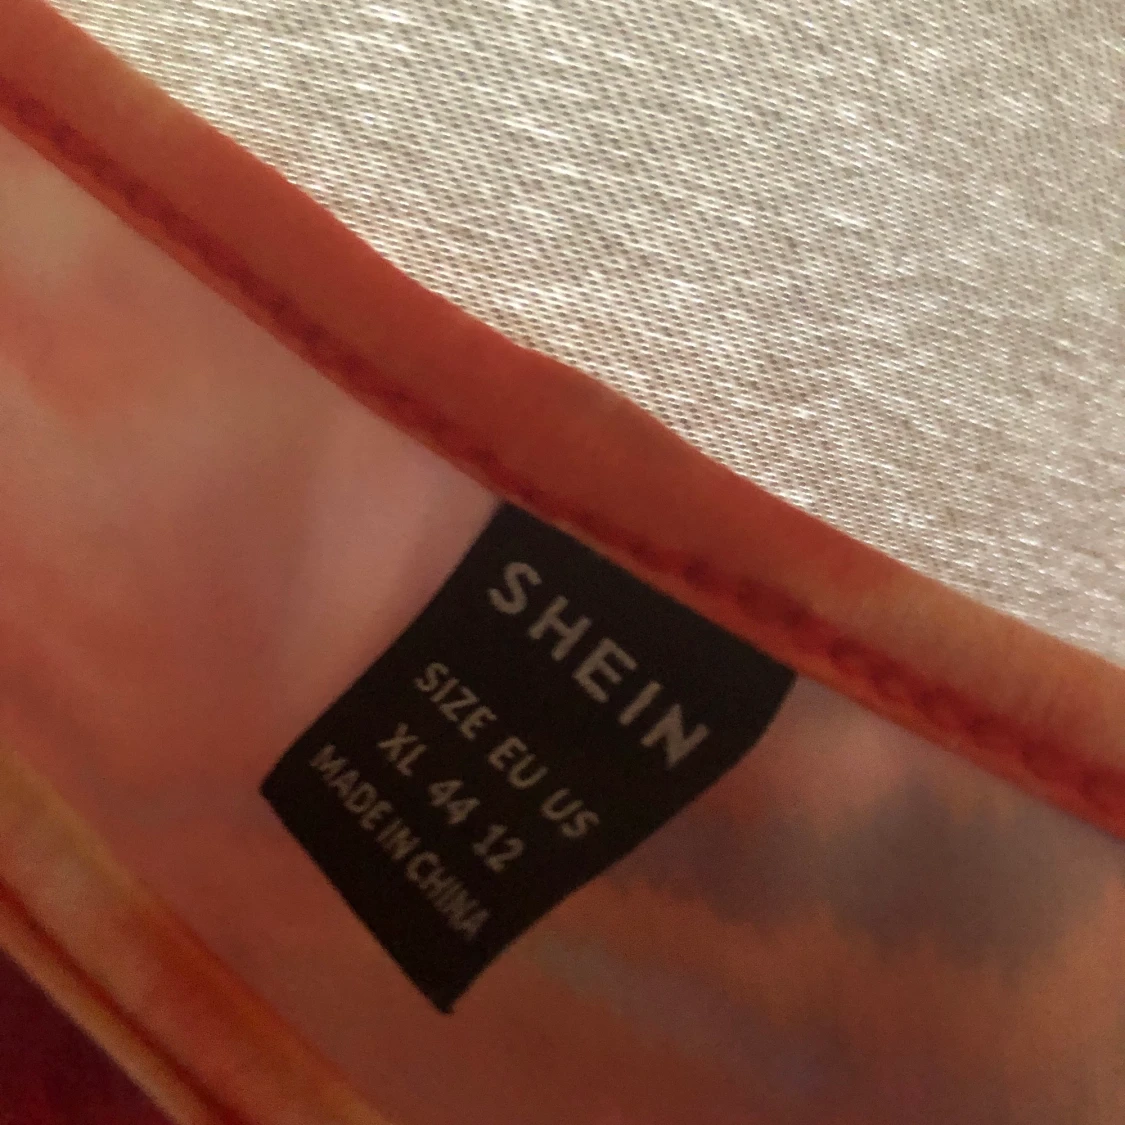 SHEIN
SIZE EU US
XL 44 12
MADE IN CHINA